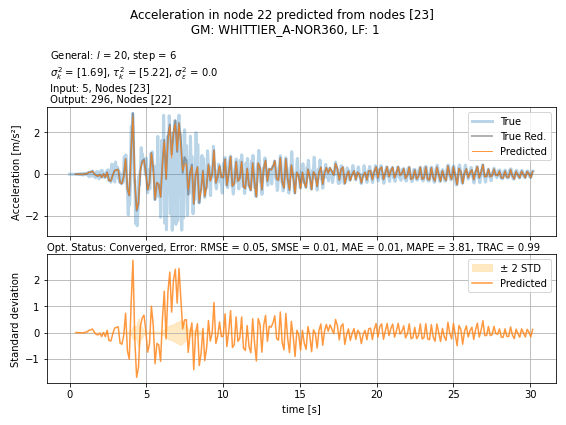 Acceleration in node 22 predicted from nodes [23]
GM: WHITTIER_A-NOR360, LF: 1
General: l = 20, step = 6
σ²ₖ = [1.69], τ²ₖ = [5.22], σ²ε = 0.0
Input: 5, Nodes [23]
Output: 296, Nodes [22]
Acceleration [m/s²]
2
0
−2
True
True Red.
Predicted
Opt. Status: Converged, Error: RMSE = 0.05, SMSE = 0.01, MAE = 0.01, MAPE = 3.81, TRAC = 0.99
Standard deviation
2
1
0
−1
± 2 STD
Predicted
0 5 10 15 20 25 30
time [s]